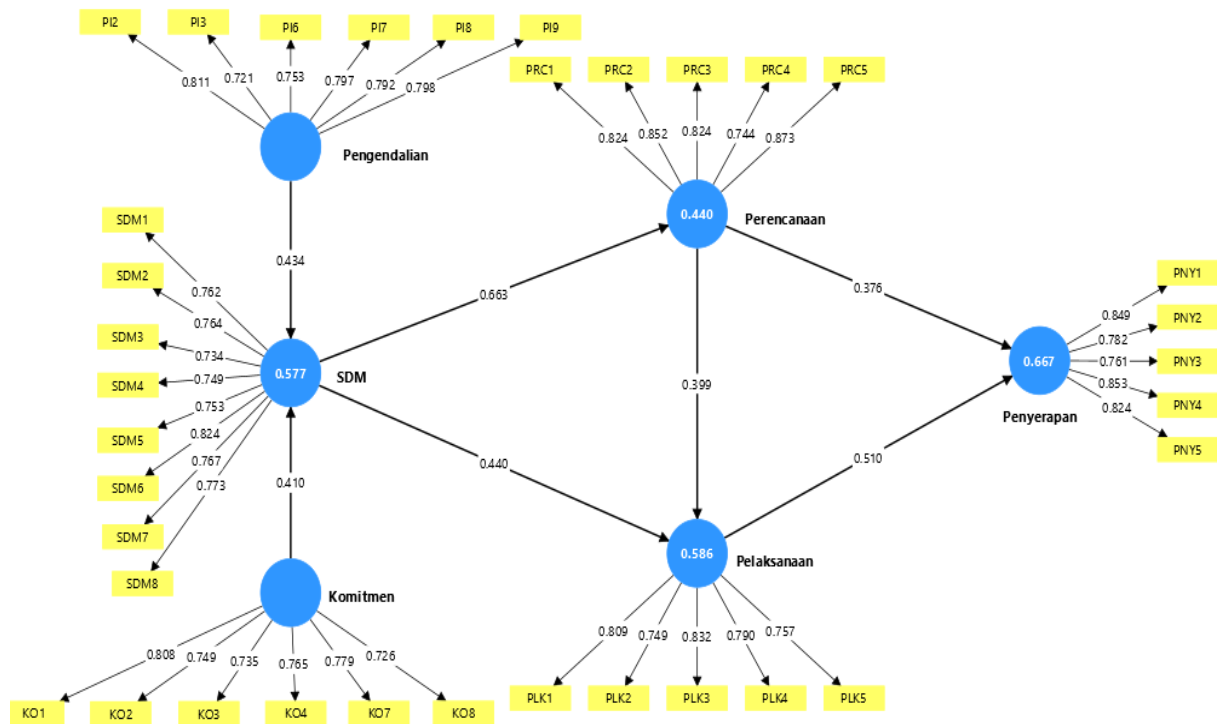 PI2
PI3
PI6
PI7
PI8
PI9
0.811
0.721
0.753
0.797
0.792
0.798
Pengendalian
PRC1
PRC2
PRC3
PRC4
PRC5
0.824
0.852
0.824
0.744
0.873
0.440
Perencanaan
0.434
SDM1
SDM2
SDM3
SDM4
SDM5
SDM6
SDM7
SDM8
0.762
0.764
0.734
0.749
0.753
0.824
0.767
0.773
0.577
SDM
0.663
0.440
0.399
0.376
0.510
0.410
Komitmen
0.808
0.749
0.735
0.765
0.779
0.726
KO1
KO2
KO3
KO4
KO7
KO8
0.586
Pelaksanaan
0.809
0.749
0.832
0.790
0.757
PLK1
PLK2
PLK3
PLK4
PLK5
0.667
Penyerapan
0.849
0.782
0.761
0.853
0.824
PNY1
PNY2
PNY3
PNY4
PNY5